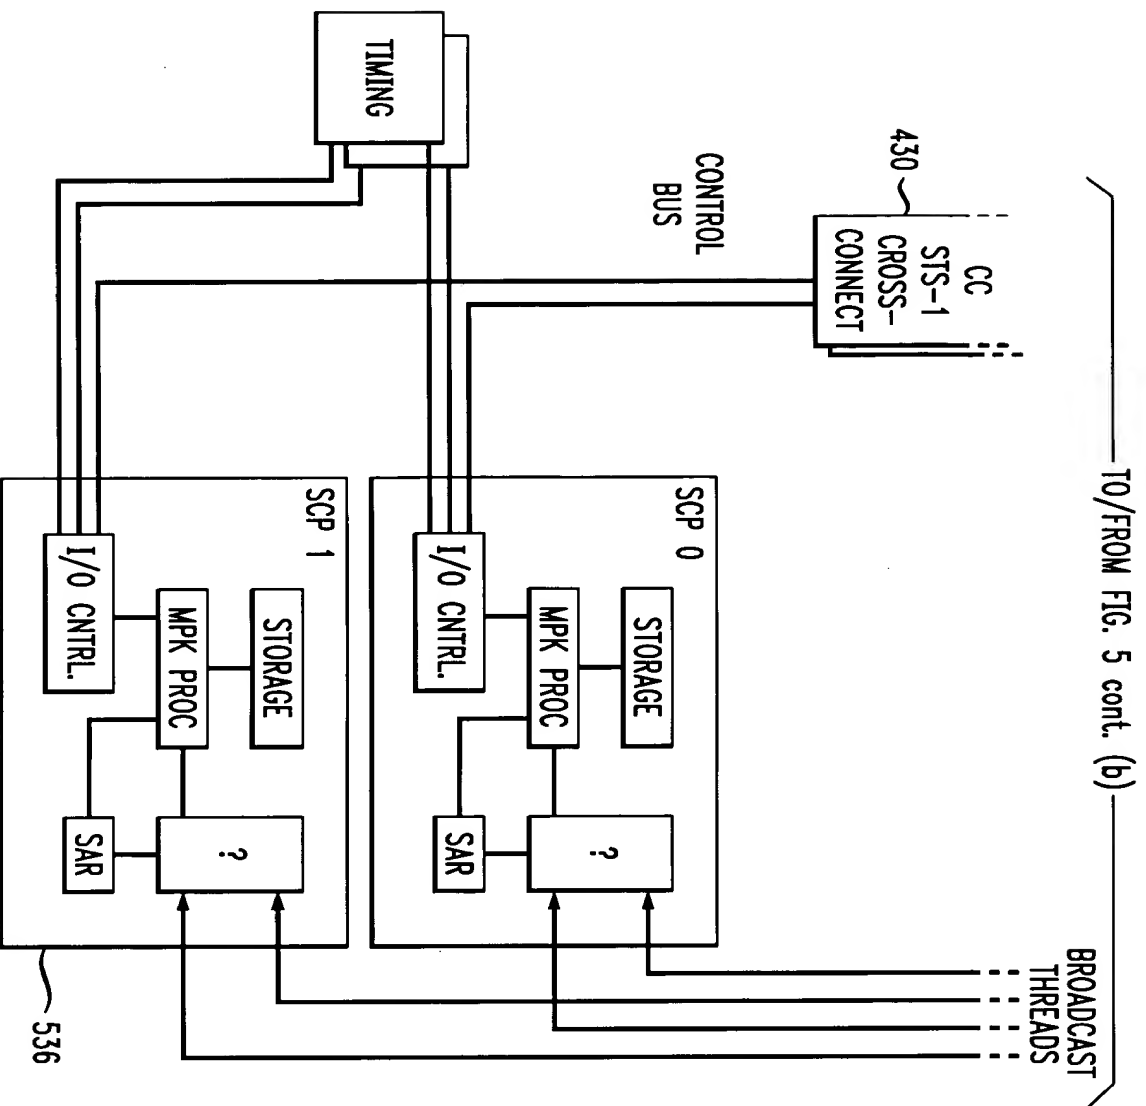 TO/FROM FIG. 5 cont. (b)
430
CC
STS-1
CROSS-
CONNECT
BROADCAST
THREADS
CONTROL
BUS
TIMING
SCP 0
STORAGE
MPK PROC
?
I/O CNTRL.
SAR
SCP 1
STORAGE
MPK PROC
?
I/O CNTRL.
SAR
536